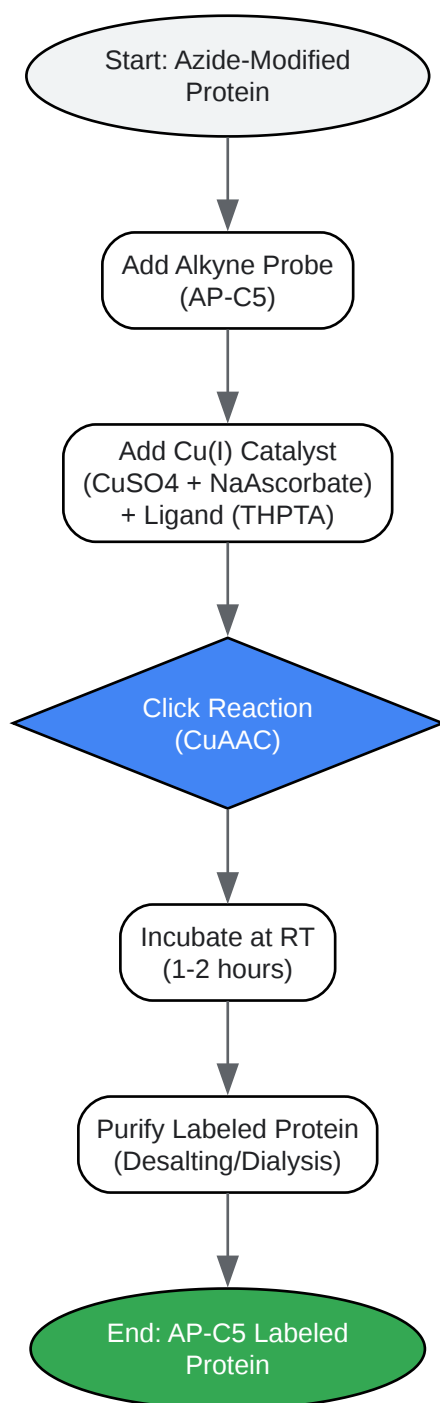 Start: Azide-Modified
Protein
Add Alkyne Probe
(AP-C5)
Add Cu(I) Catalyst
(CuSO4 + NaAscorbate)
+ Ligand (THPTA)
Click Reaction
(CuAAC)
Incubate at RT
(1-2 hours)
Purify Labeled Protein
(Desalting/Dialysis)
End: AP-C5 Labeled
Protein